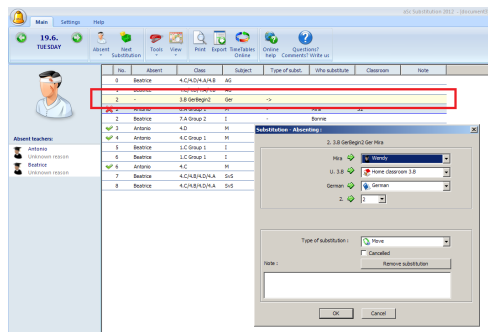 aSc Substitution 2012 - [document5
Main Settings Help
19.6.
TUESDAY
Absent Next Substitution Tools View Print Export TimeTables Online Online help Questions? Comments? Write us
No. Absent Class Subject Type of subst. Who substitute Classroom Note
0 Beatrice 4.C/4.D/4.A/4.B AG
2 - 3.B GerBegin2 Ger ->
Beatrice 7.A Group 2 I - Bonnie
3 Antonio 4.D M
4 Antonio 4.C Group 1 M
5 Beatrice 1.C Group 1 I
6 Beatrice 1.C Group 1 I
6 Antonio 4.C M
7 Beatrice 4.C/4.B/4.D/4.A SvS
8 Beatrice 4.C/4.B/4.D/4.A SvS
Absent teachers:
Antonio
Unknown reason
Beatrice
Unknown reason
Substitution - Absenting :
2. 3.B GerBegin2 Ger Mira
Mira Wendy
U. 3.B Home classroom 3.B
German German
2. 2
Type of substitution : Move
Cancelled
Note : Remove substitution
OK Cancel